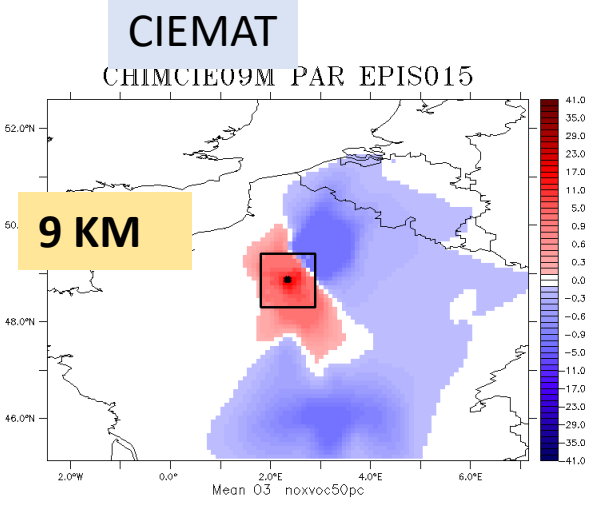 CIEMAT
CHIMCIE09M PAR EPIS015
9 KM
52.0°N
50.
48.0°N
46.0°N
2.0°W
0.0°
2.0°E
4.0°E
6.0°E
Mean O3 noxvoc50pc
41.0
35.0
29.0
23.0
17.0
11.0
5.0
0.9
0.6
0.3
0.0
−0.3
−0.6
−0.9
−5.0
−11.0
−17.0
−23.0
−29.0
−35.0
−41.0